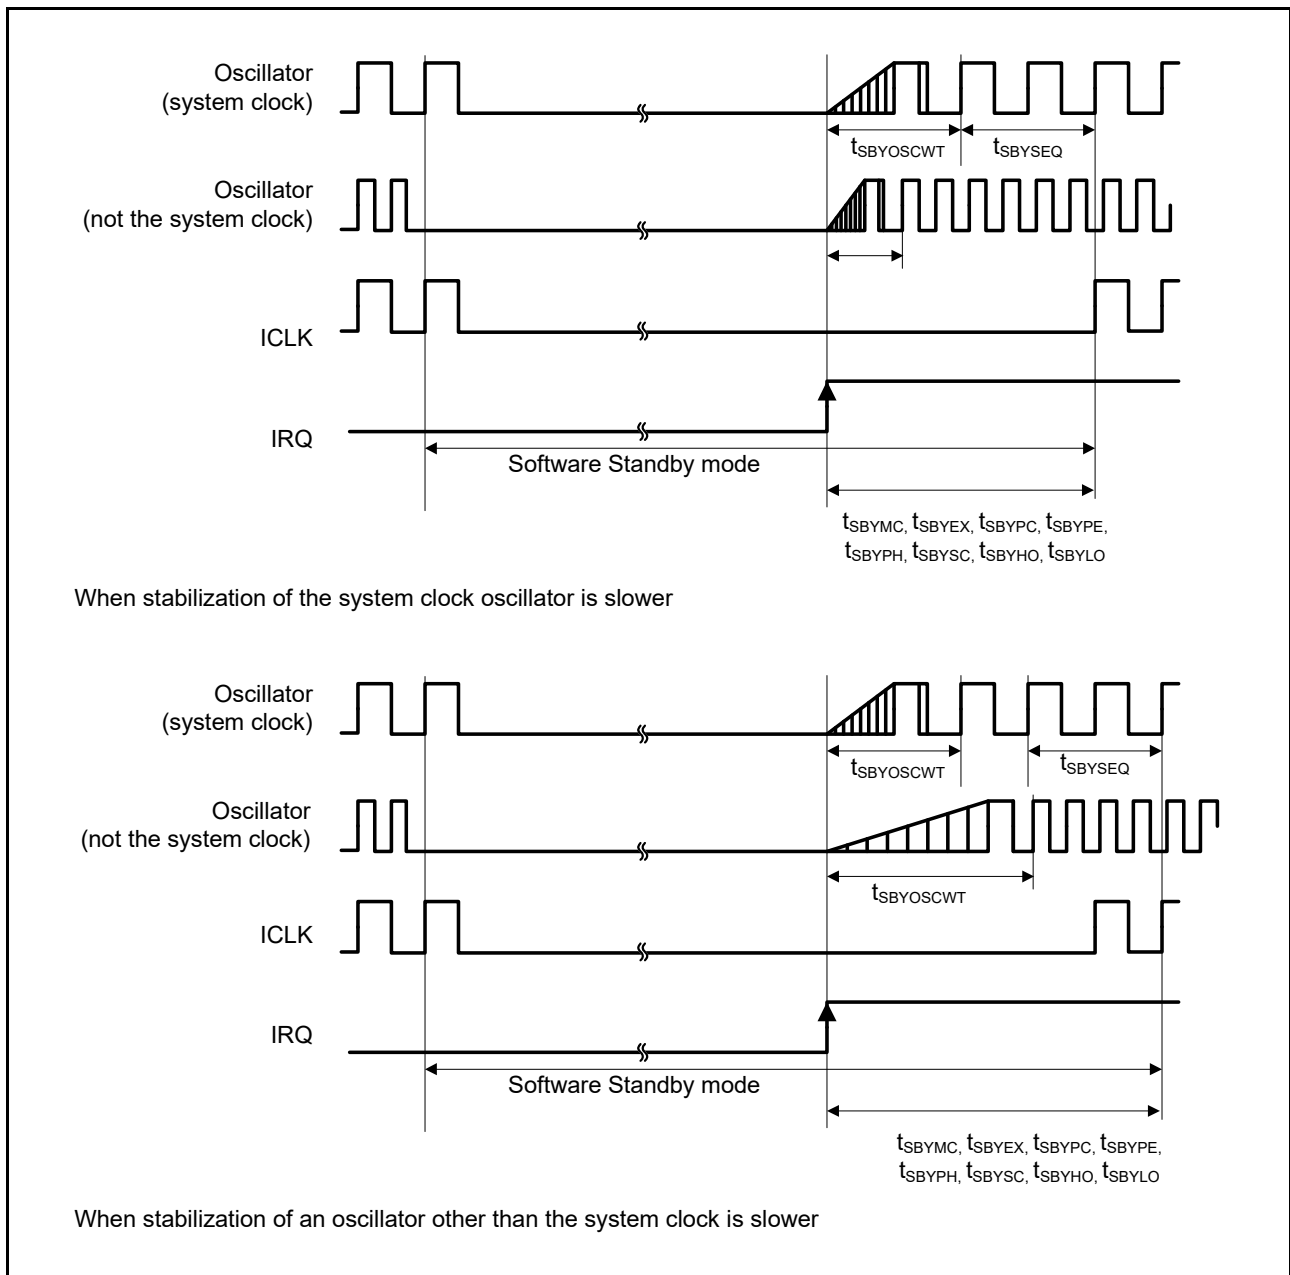 Oscillator
(system clock)
tSBYOSCWT
tSBYSEQ
Oscillator
(not the system clock)
ICLK
IRQ
Software Standby mode
tSBYMC, tSBYEX, tSBYPC, tSBYPE,
tSBYPH, tSBYSC, tSBYHO, tSBYLO
When stabilization of the system clock oscillator is slower
Oscillator
(system clock)
tSBYOSCWT
tSBYSEQ
Oscillator
(not the system clock)
tSBYOSCWT
ICLK
IRQ
Software Standby mode
tSBYMC, tSBYEX, tSBYPC, tSBYPE,
tSBYPH, tSBYSC, tSBYHO, tSBYLO
When stabilization of an oscillator other than the system clock is slower